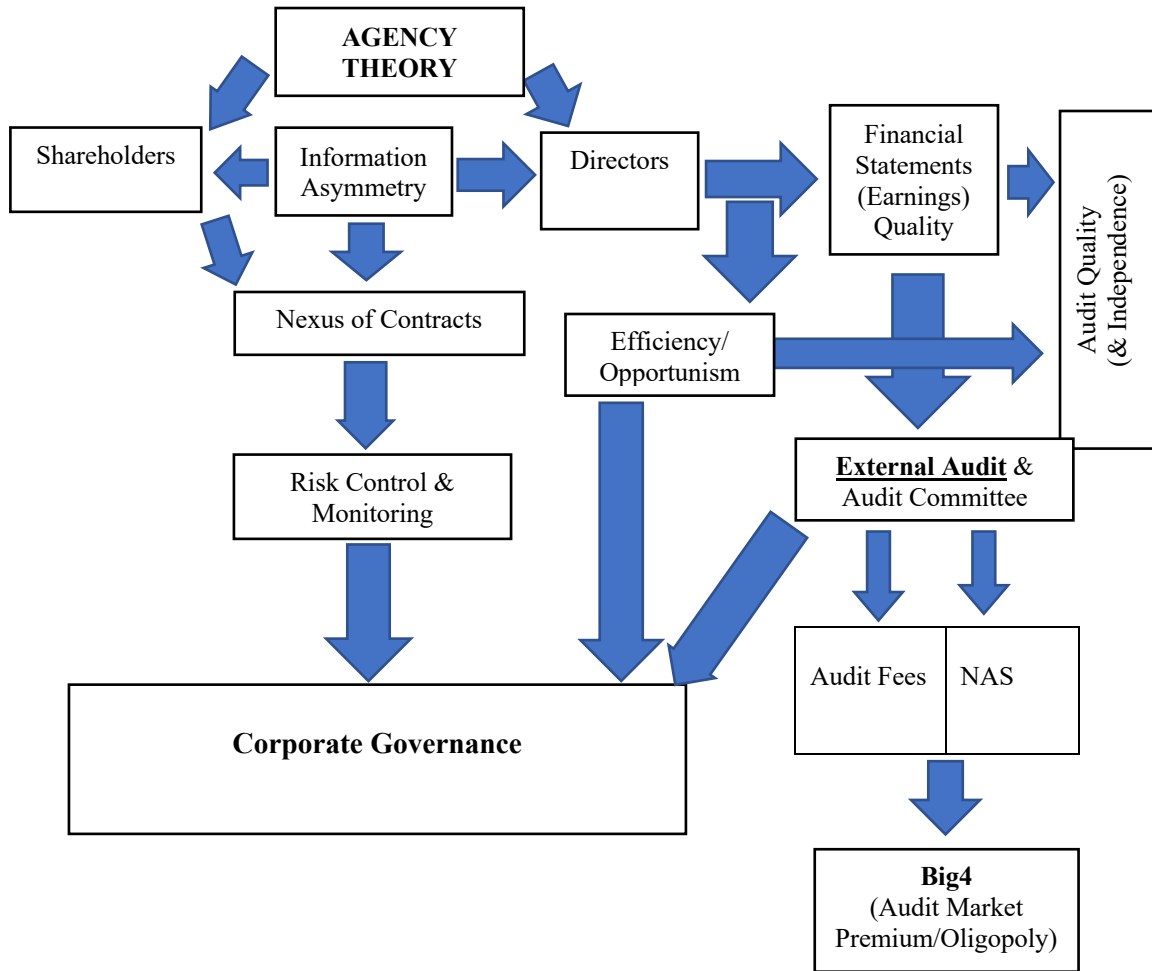 AGENCY
THEORY
Shareholders
Information
Asymmetry
Directors
Financial
Statements
(Earnings)
Quality
Audit Quality
(& Independence)
Nexus of Contracts
Efficiency/
Opportunism
Risk Control &
Monitoring
External Audit &
Audit Committee
Audit Fees
NAS
Corporate Governance
Big4
(Audit Market
Premium/Oligopoly)